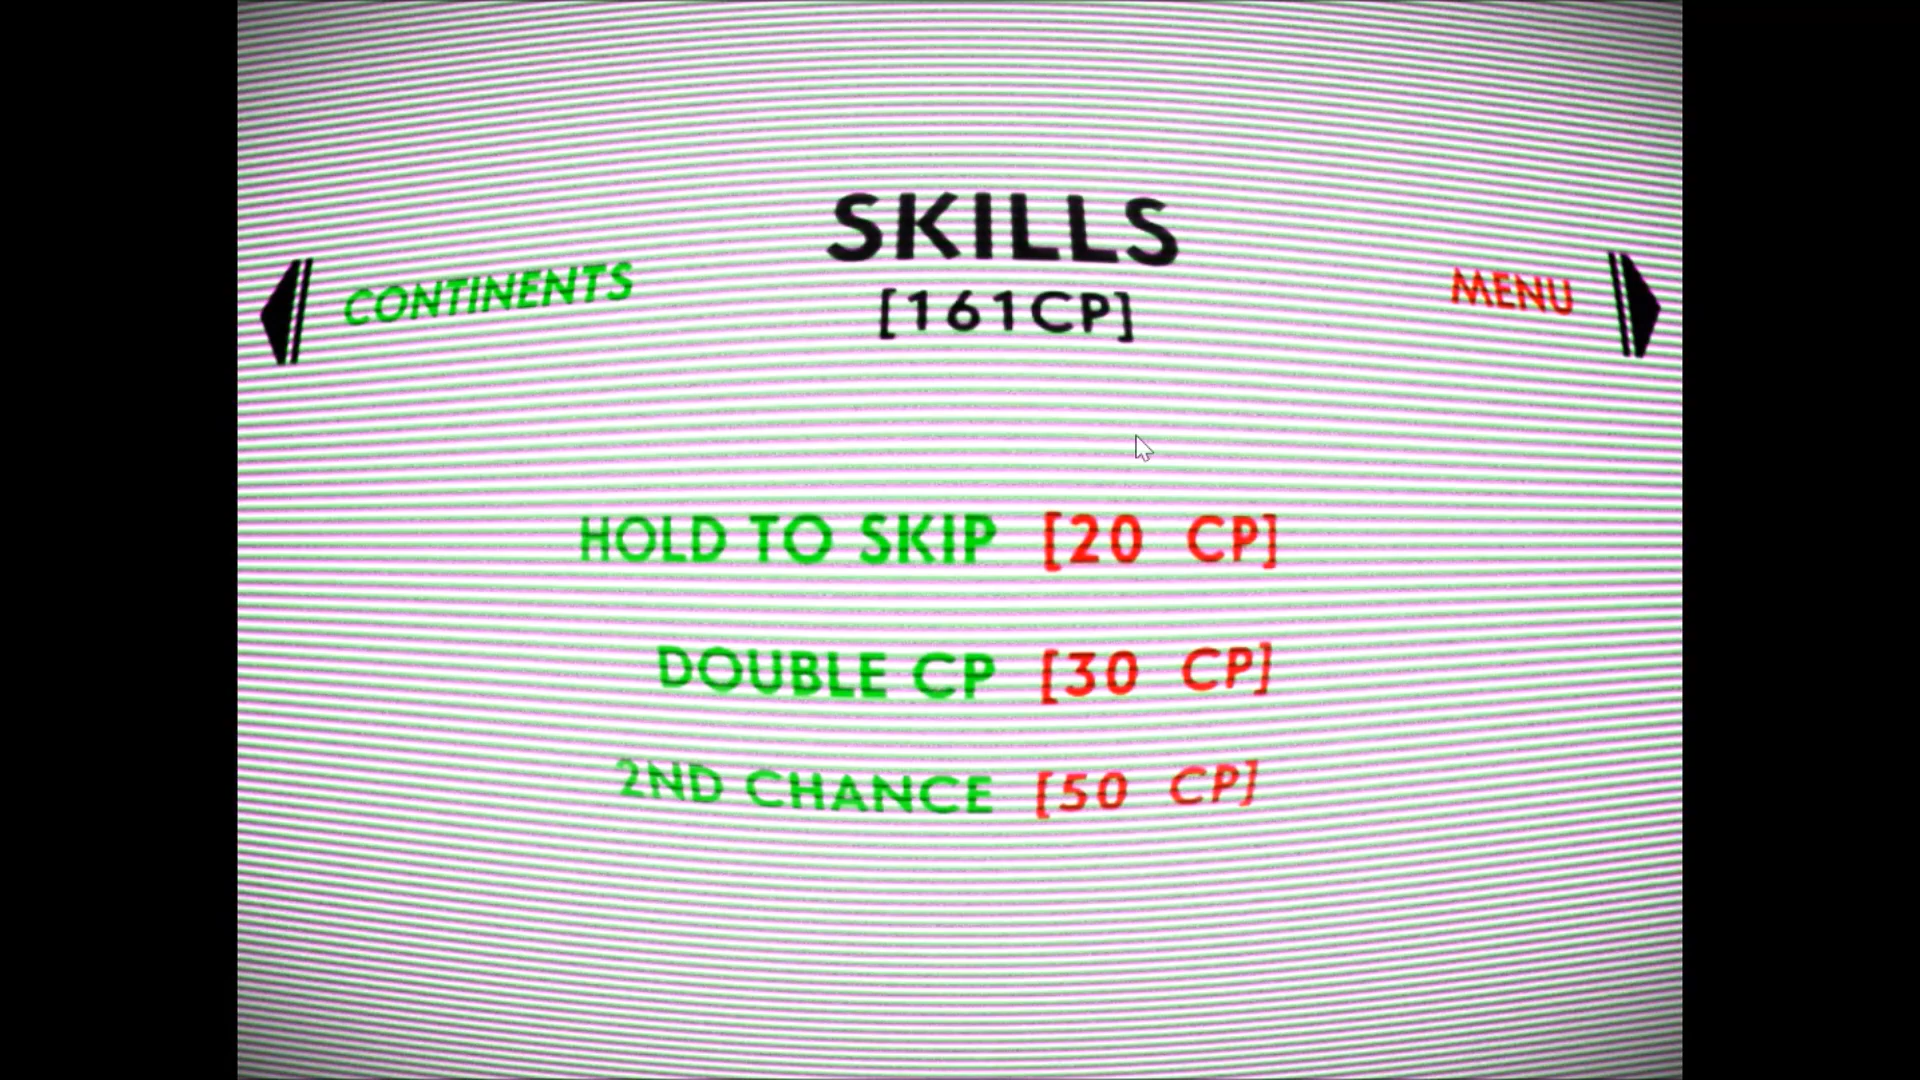 SKILLS
[161CP]
CONTINENTS
MENU
HOLD TO SKIP [20 CP]
DOUBLE CP [30 CP]
2ND CHANCE [50 CP]